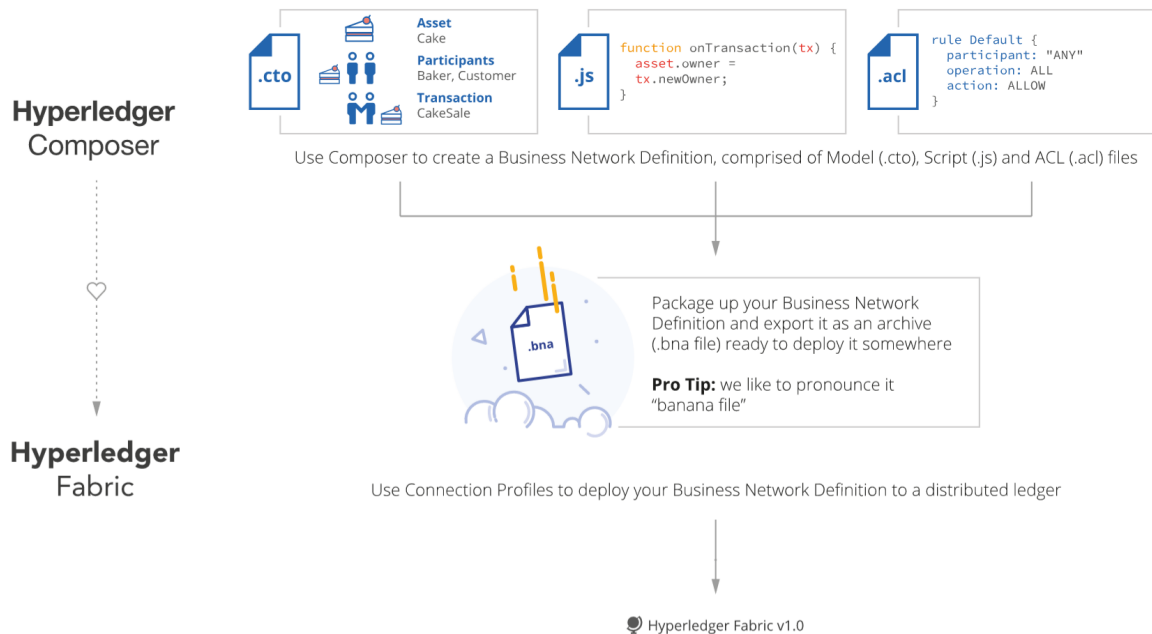 Hyperledger
Composer
.cto
Asset
Cake
Participants
Baker, Customer
Transaction
CakeSale
.js
function onTransaction(tx) {
asset.owner =
tx.newOwner;
}
.acl
rule Default {
participant: "ANY"
operation: ALL
action: ALLOW
}
Use Composer to create a Business Network Definition, comprised of Model (.cto), Script (.js) and ACL (.acl) files
.bna
Package up your Business Network
Definition and export it as an archive
(.bna file) ready to deploy it somewhere
Pro Tip: we like to pronounce it
“banana file”
Hyperledger
Fabric
Use Connection Profiles to deploy your Business Network Definition to a distributed ledger
Hyperledger Fabric v1.0